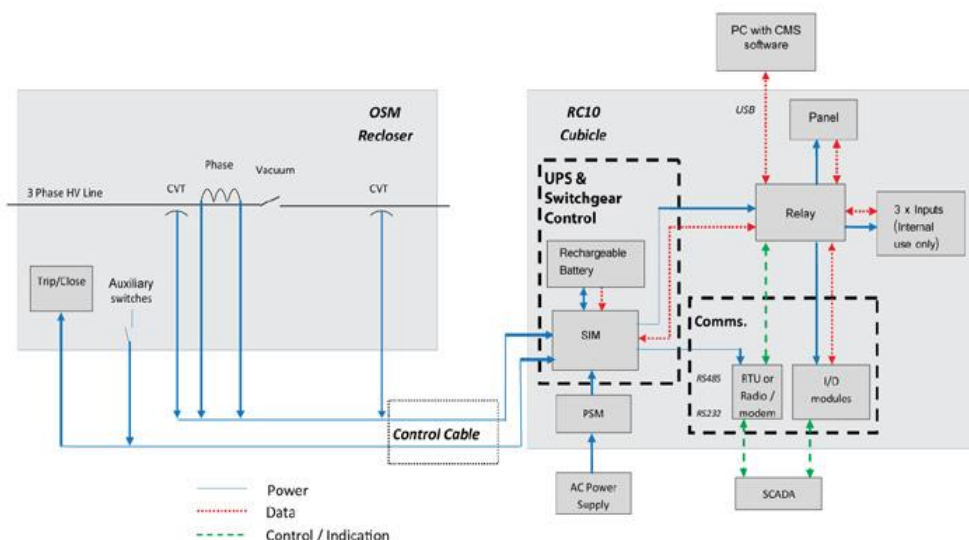 PC with CMS
software
OSM
Recloser
RC10
Cubicle
USB
Panel
Phase
Vacuum
3 Phase HV Line
CVT
CVT
UPS &
Switchgear
Control
Relay
3 x Inputs
(Internal
use only)
Rechargeable
Battery
Trip/Close
Auxiliary
switches
Comms.
SIM
RS485
RS232
RTU or
Radio /
modem
I/O
modules
PSM
Control Cable
AC Power
Supply
SCADA
Power
Data
Control / Indication